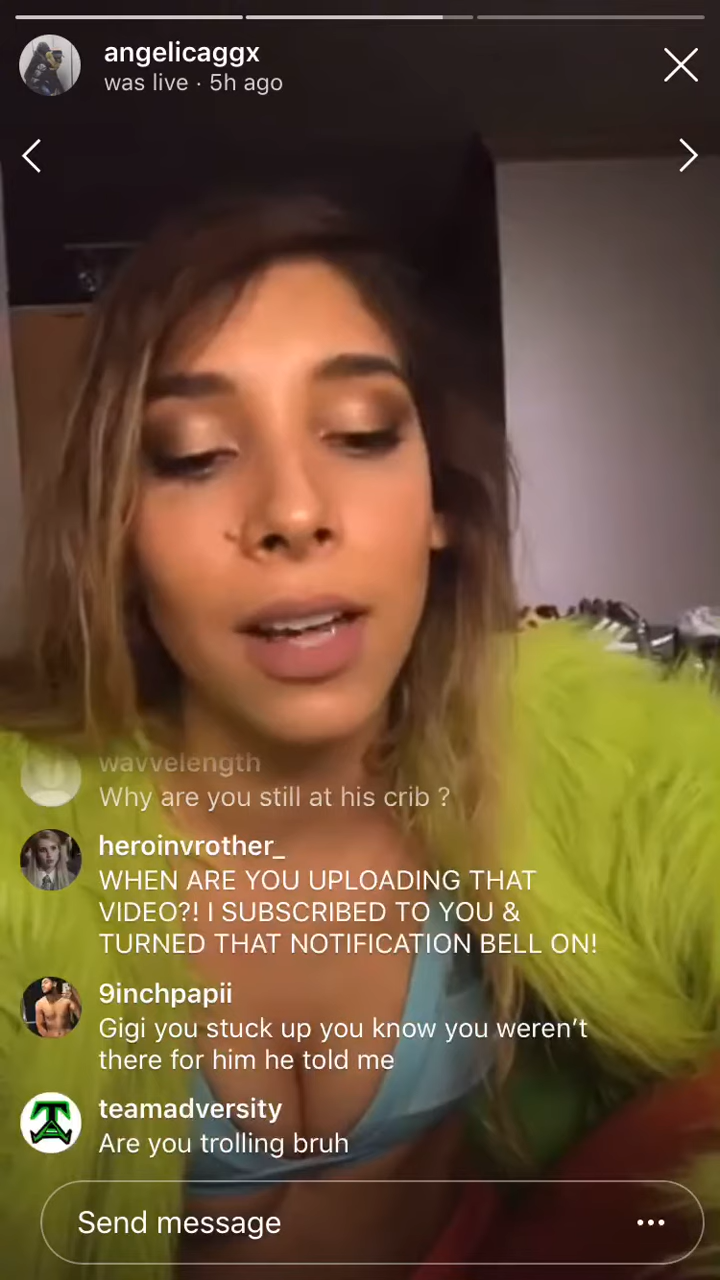 angelicaggx
was live · 5h ago
wavvelength
Why are you still at his crib ?
heroinvrother_
WHEN ARE YOU UPLOADING THAT
VIDEO?! I SUBSCRIBED TO YOU &
TURNED THAT NOTIFICATION BELL ON!
9inchpapii
Gigi you stuck up you know you weren't
there for him he told me
teamadversity
Are you trolling bruh
Send message